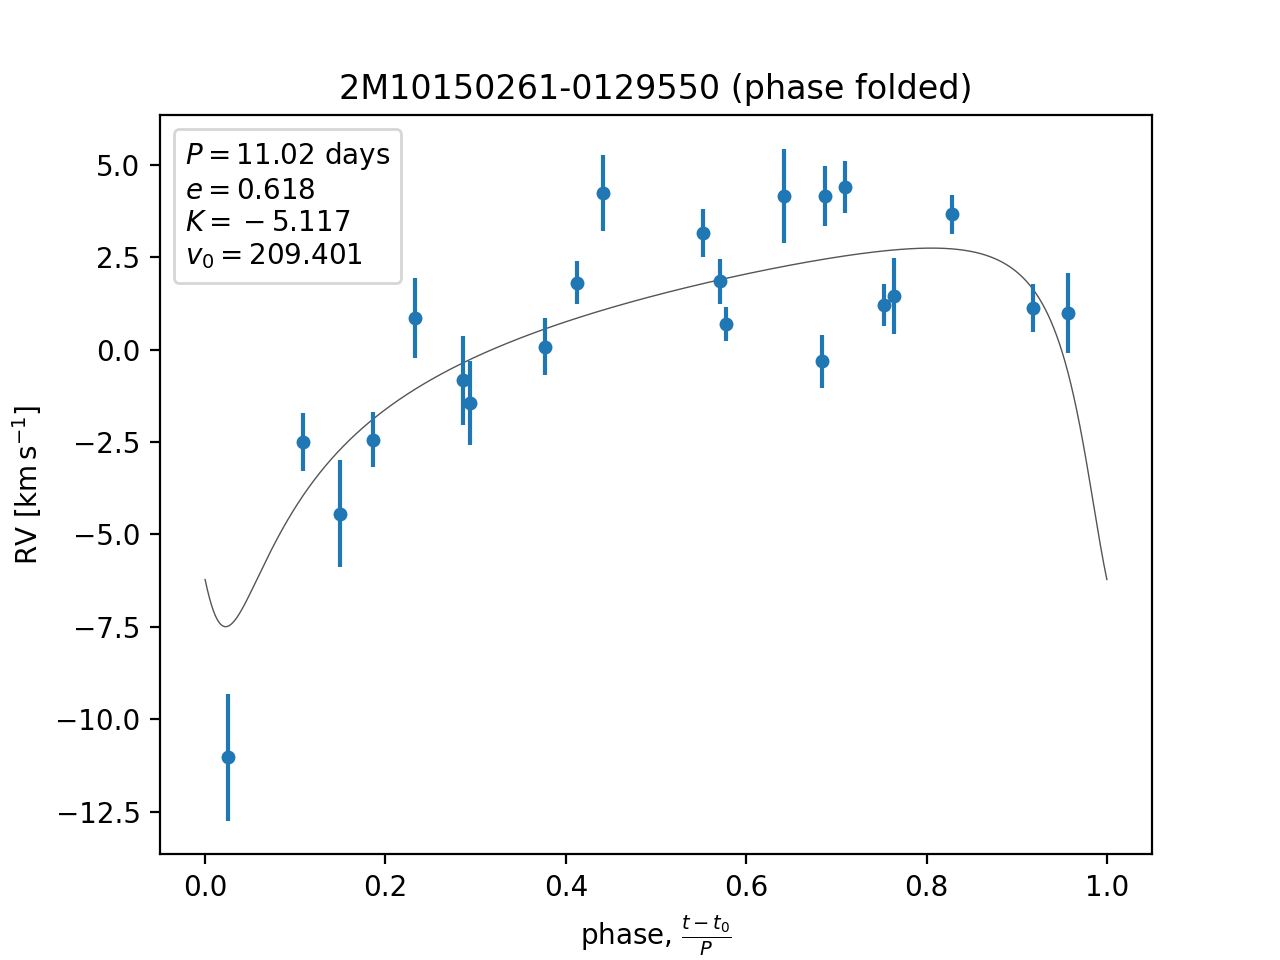 2M10150261-0129550 (phase folded)
P = 11.02 days
e = 0.618
K = −5.117
v₀ = 209.401
RV [km s⁻¹]
5.0
2.5
0.0
−2.5
−5.0
−7.5
−10.0
−12.5
0.0 0.2 0.4 0.6 0.8 1.0
phase, (t − t₀)/P